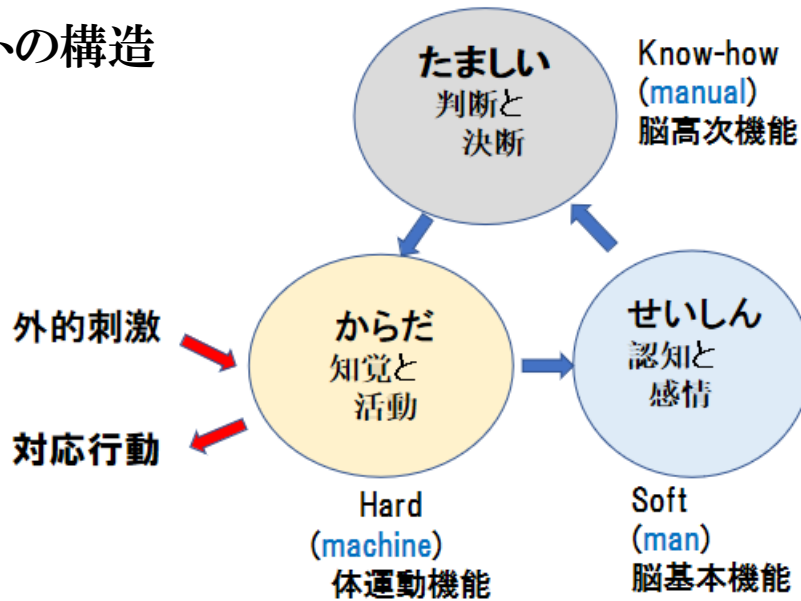 トの構造
たましい
判断と
決断
Know-how
(manual)
脳高次機能
外的刺激
対応行動
からだ
知覚と
活動
Hard
(machine)
体運動機能
せいしん
認知と
感情
Soft
(man)
脳基本機能